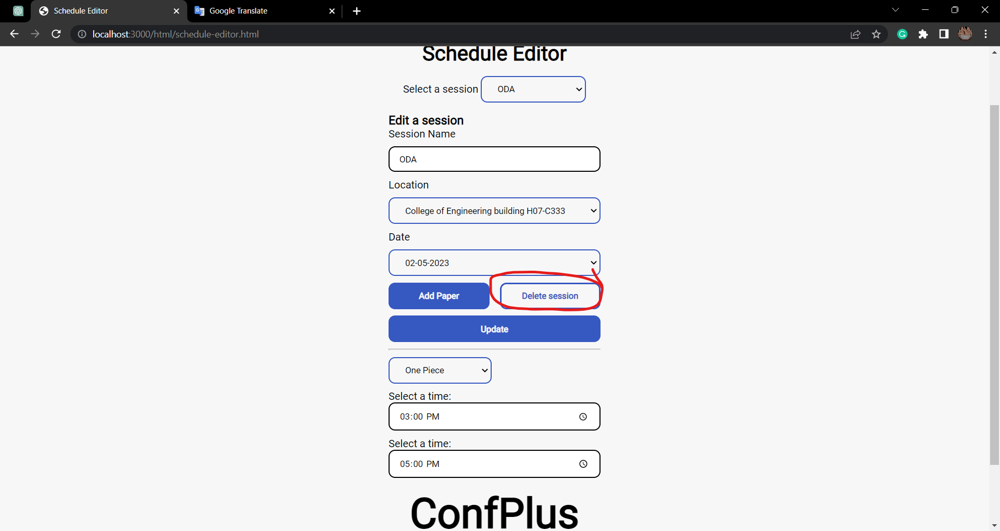 Schedule Editor
Google Translate
localhost:3000/html/schedule-editor.html
Schedule Editor
Select a session ODA
Edit a session
Session Name
ODA
Location
College of Engineering building H07-C333
Date
02-05-2023
Add Paper Delete session
Update
One Piece
Select a time:
03:00 PM
Select a time:
05:00 PM
ConfPlus